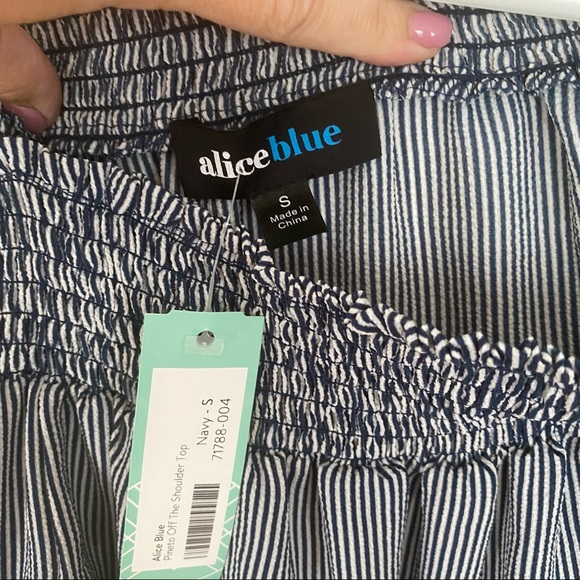 aliceblue
S
Made in
China
Navy - S
71788-004
Alice Blue
Pineto Off The Shoulder Top